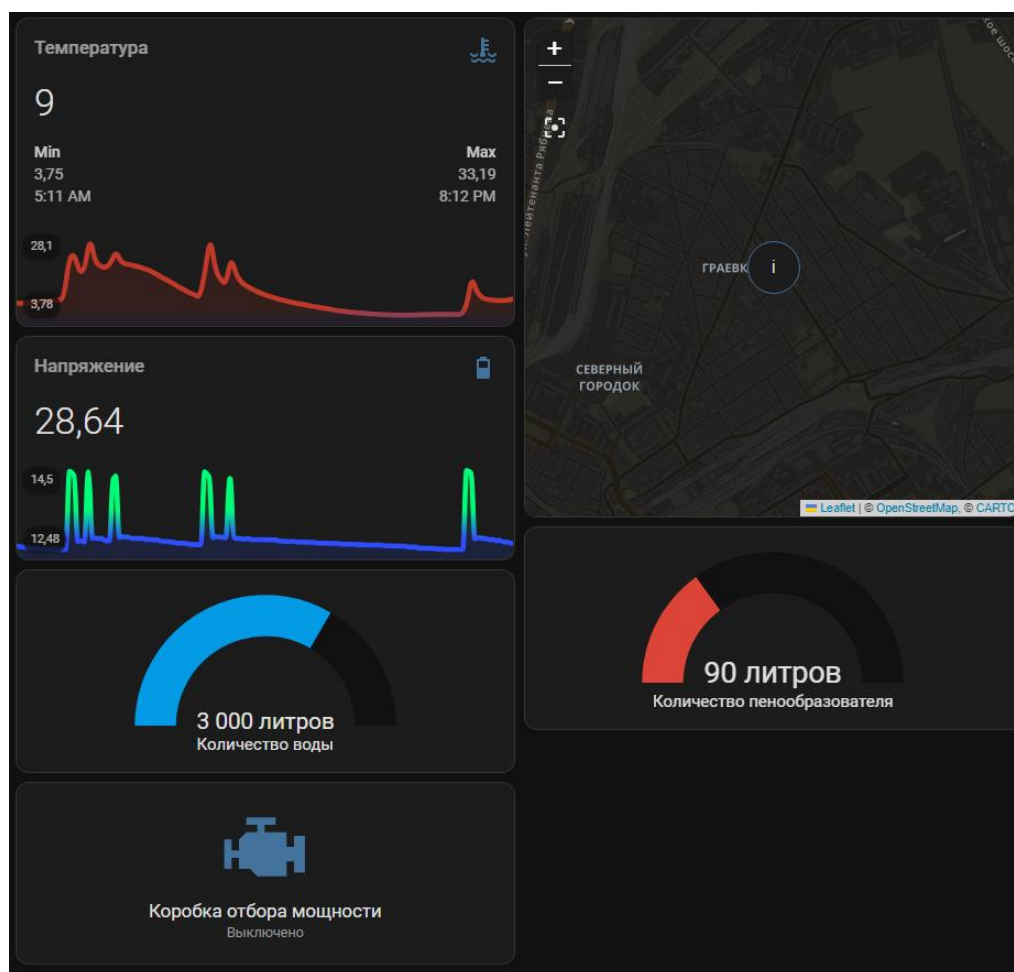 Температура
9
Min
Max
3,75
33,19
5:11 AM
8:12 PM
28,1
3,78
Напряжение
28,64
14,5
12,48
3 000 литров
Количество воды
Коробка отбора мощности
Выключено
+
−
ГРАЕВК
i
СЕВЕРНЫЙ
ГОРОДОК
Leaflet | © OpenStreetMap, © CARTO
90 литров
Количество пенообразователя